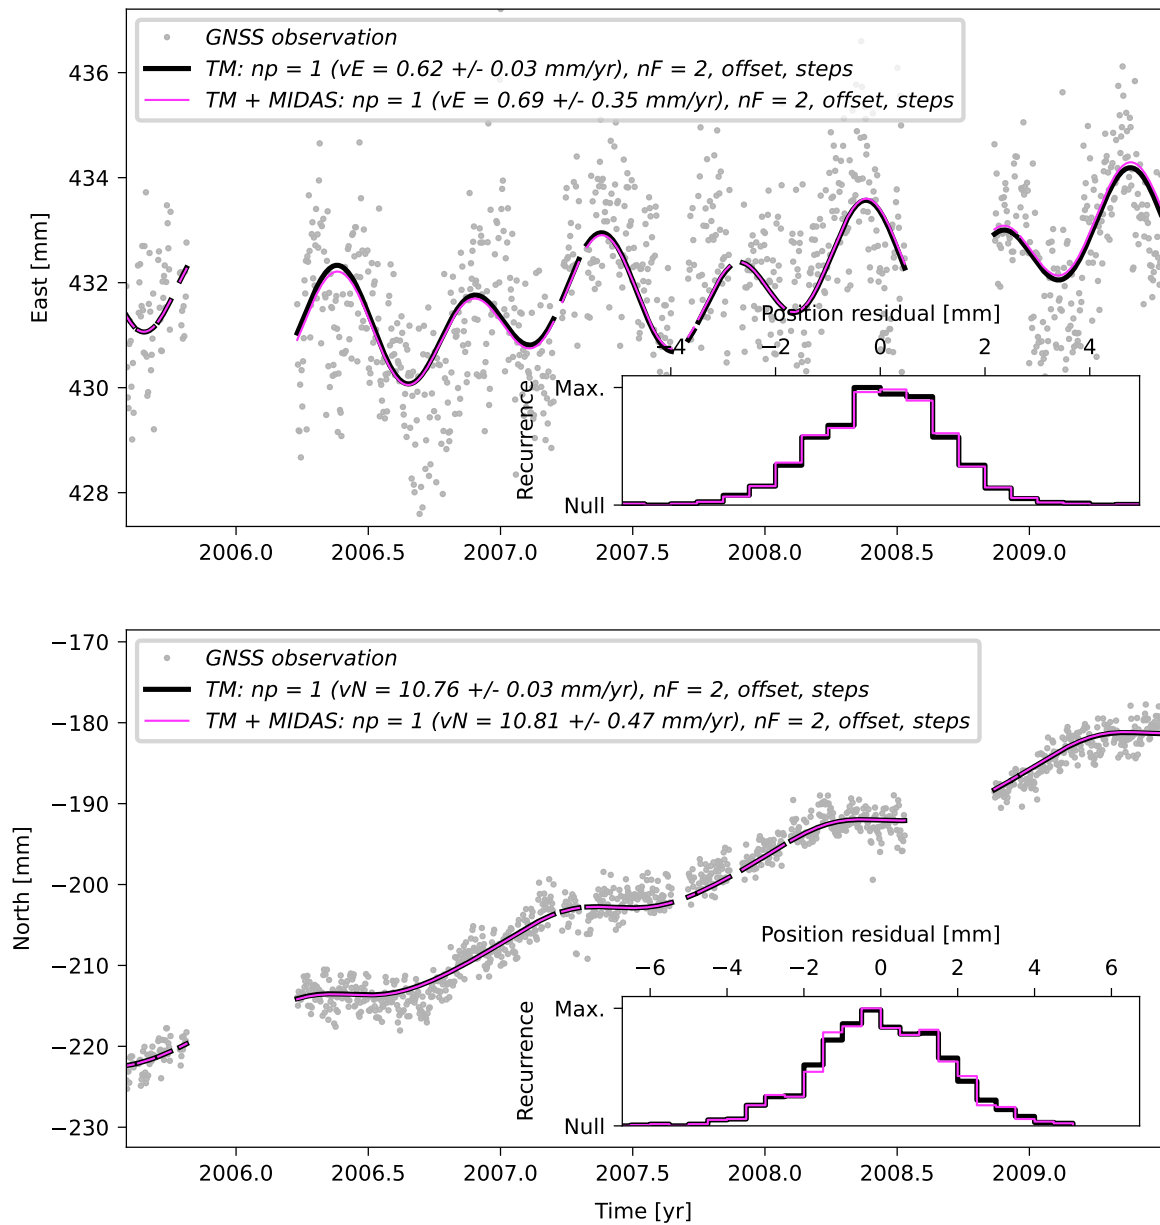 GNSS observation
TM: np = 1 (vE = 0.62 +/- 0.03 mm/yr), nF = 2, offset, steps
TM + MIDAS: np = 1 (vE = 0.69 +/- 0.35 mm/yr), nF = 2, offset, steps
436
434
432
430
428
East [mm]
Position residual [mm]
−4 −2 0 2 4
Max.
Null
Recurrence
2006.0 2006.5 2007.0 2007.5 2008.0 2008.5 2009.0
GNSS observation
TM: np = 1 (vN = 10.76 +/- 0.03 mm/yr), nF = 2, offset, steps
TM + MIDAS: np = 1 (vN = 10.81 +/- 0.47 mm/yr), nF = 2, offset, steps
−170
−180
−190
−200
−210
−220
−230
North [mm]
Position residual [mm]
−6 −4 −2 0 2 4 6
Max.
Null
Recurrence
2006.0 2006.5 2007.0 2007.5 2008.0 2008.5 2009.0
Time [yr]